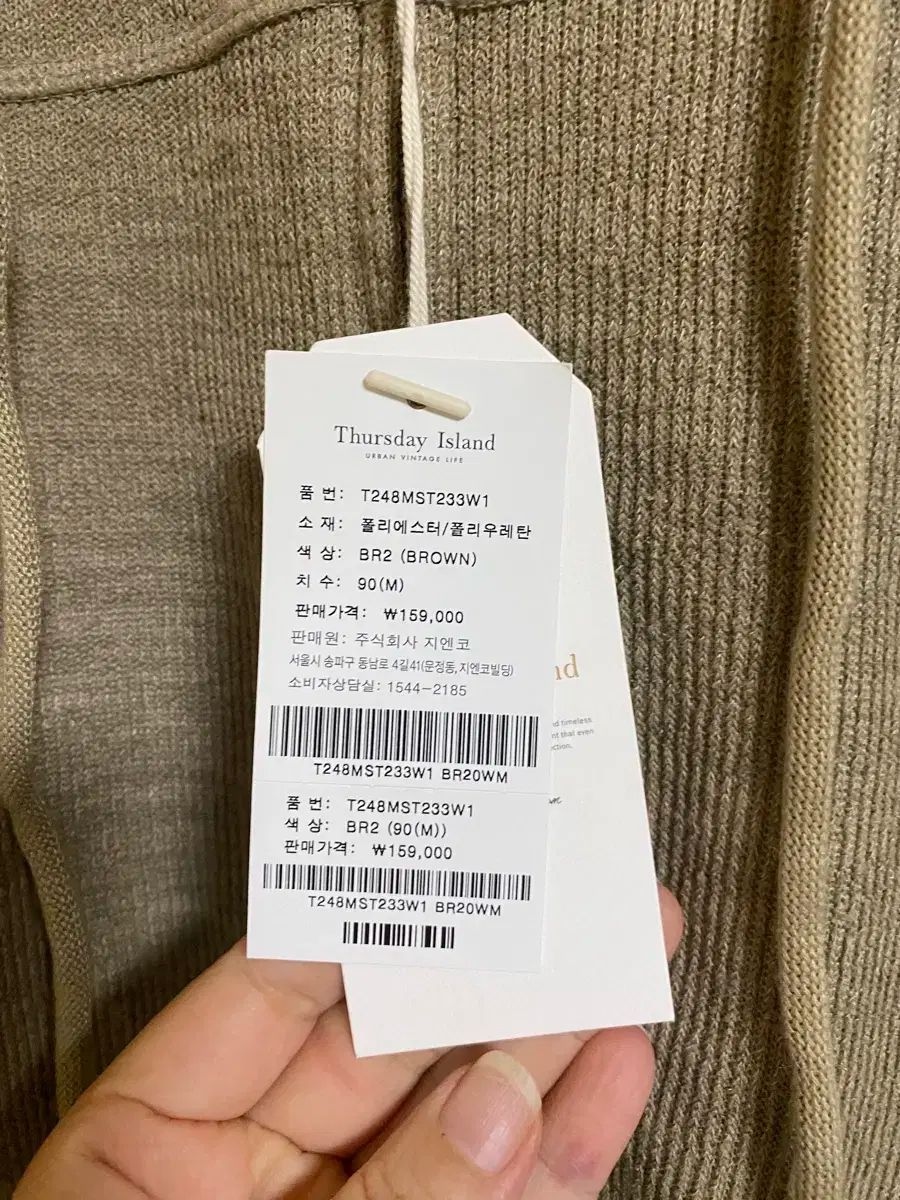 Thursday Island
URBAN VINTAGE LIFE
품 번: T248MST233W1
소 재: 폴리에스터/폴리우레탄
색 상: BR2 (BROWN)
치 수: 90(M)
판매가격: ₩159,000
판매원: 주식회사 지엔코
서울시 송파구 동남로 4길41(문정동,지엔코빌딩)
소비자상담실: 1544-2185
T248MST233W1 BR20WM
품 번: T248MST233W1
색 상: BR2 (90(M))
판매가격: ₩159,000
T248MST233W1 BR20WM
nd
timeless
that even